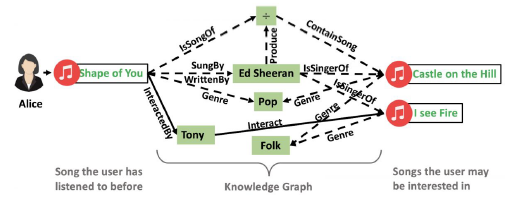 ÷
IsSongOf
ContainSong
Produce
SungBy
Ed Sheeran
IsSingerOf
Shape of You
Castle on the Hill
WrittenBy
IsSingerOf
Alice
Genre
Pop
Genre
Genre
InteractedBy
Interact
I see Fire
Tony
Folk
Genre
Song the user has
listened to before
Knowledge Graph
Songs the user may
be interested in